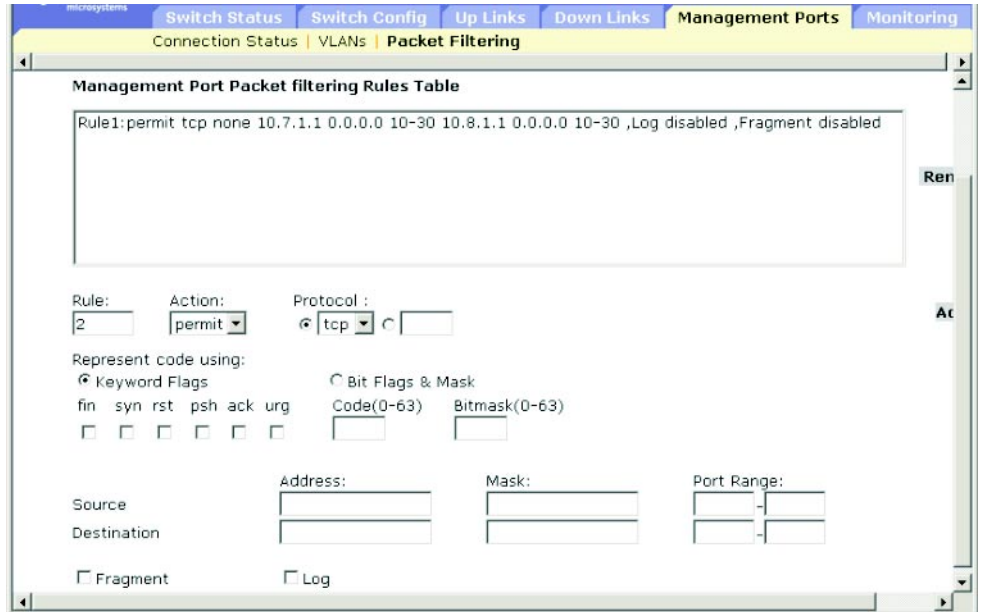 microsystems
Switch Status Switch Config Up Links Down Links Management Ports Monitoring
Connection Status | VLANs | Packet Filtering
Management Port Packet filtering Rules Table
Rule1:permit tcp none 10.7.1.1 0.0.0.0 10-30 10.8.1.1 0.0.0.0 10-30 ,Log disabled ,Fragment disabled
Rule: Action: Protocol :
2 permit tcp
Represent code using:
Keyword Flags Bit Flags & Mask
fin syn rst psh ack urg Code(0-63) Bitmask(0-63)
Address: Mask: Port Range:
Source -
Destination -
Fragment Log